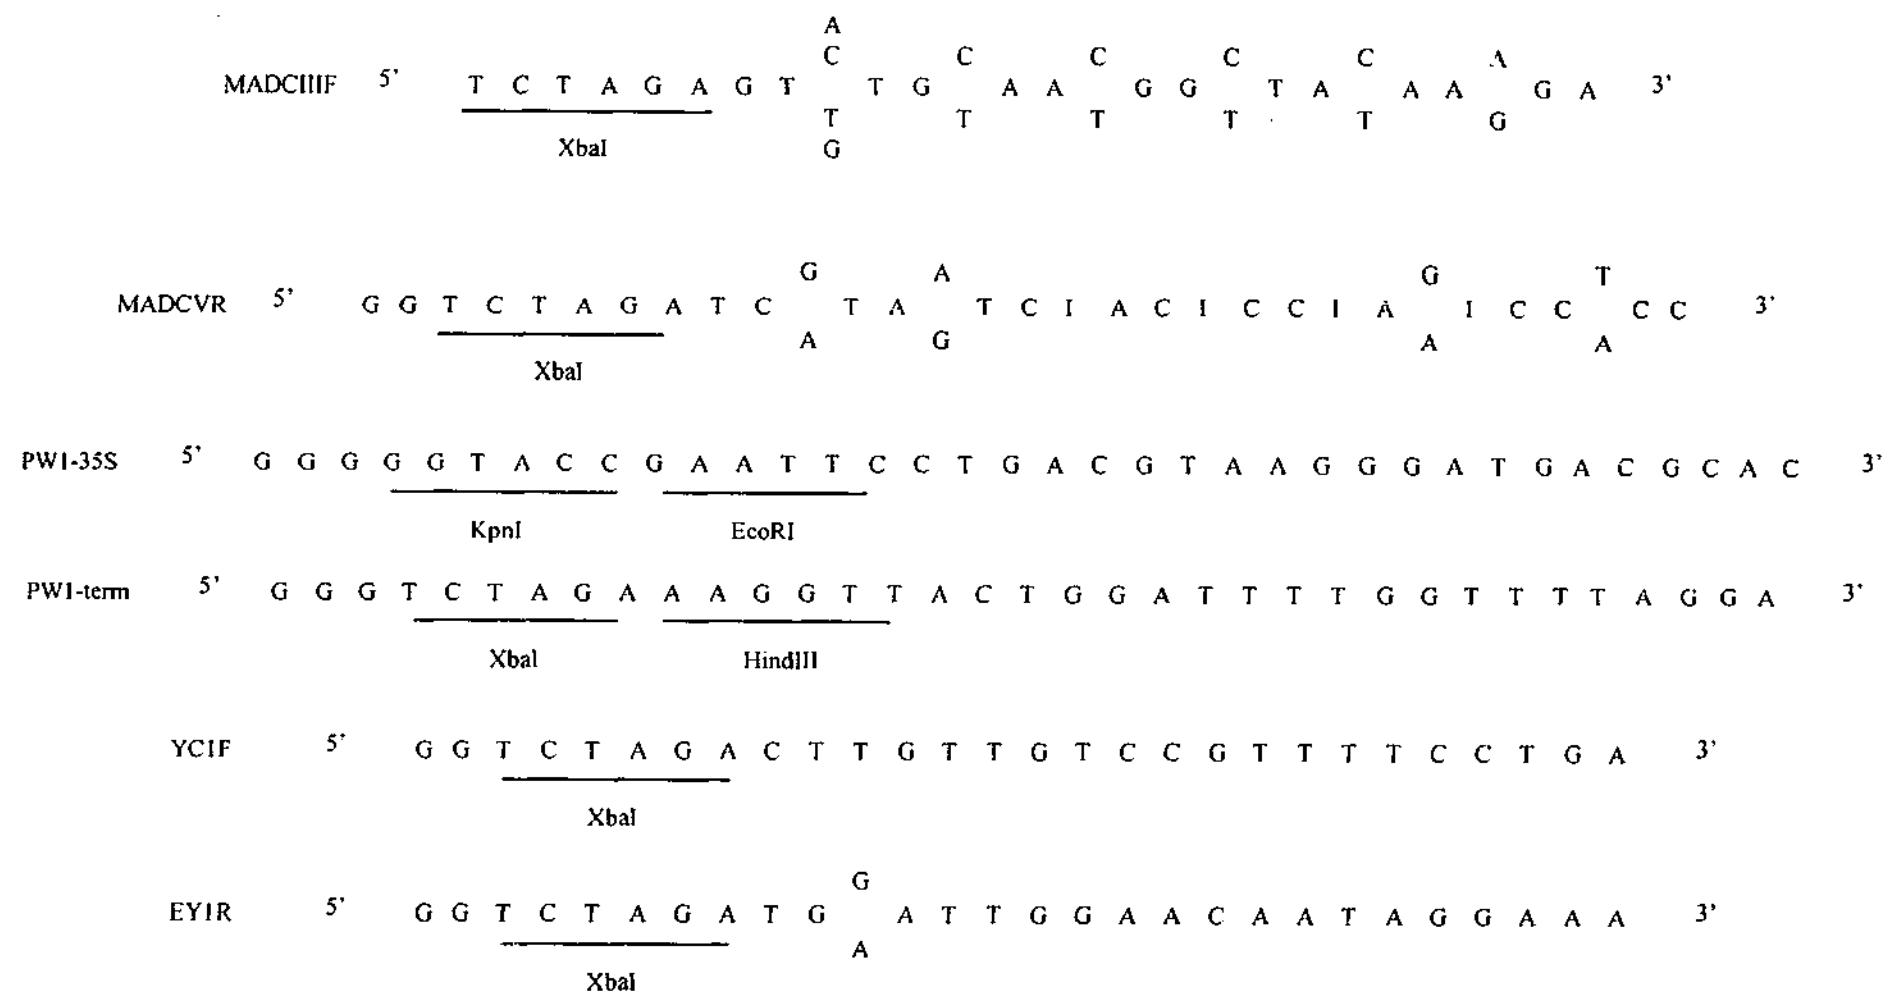 A
C C C C C A
MADCIIIF 5' T C T A G A G T T G A A G G T A A A G A 3'
T T T T T G
XbaI G
G A G T
MADCVR 5' G G T C T A G A T C T A T C I A C I C C I A I C C C C 3'
A G A A
XbaI
PW1-35S 5' G G G G G T A C C G A A T T C C T G A C G T A A G G G A T G A C G C A C 3'
KpnI EcoRI
PW1-term 5' G G G T C T A G A A A G G T T A C T G G A T T T T G G T T T T A G G A 3'
XbaI HindIII
YC1F 5' G G T C T A G A C T T G T T G T C C G T T T T C C T G A 3'
XbaI
G
EY1R 5' G G T C T A G A T G A T T G G A A C A A T A G G A A A 3'
A
XbaI